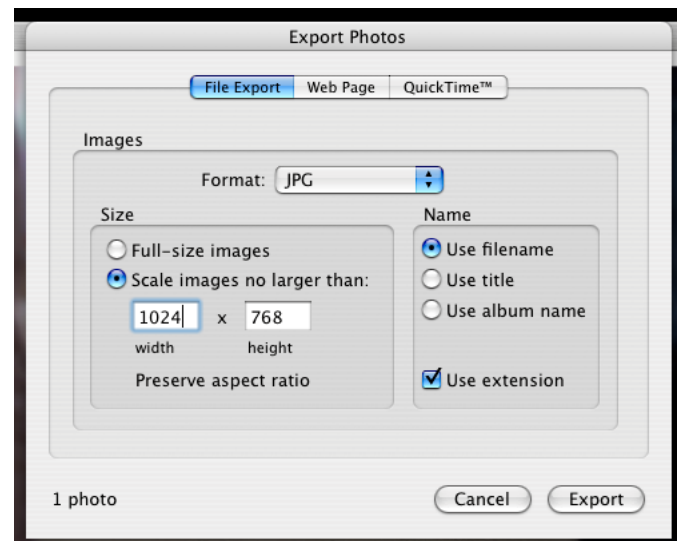 Export Photos
File Export Web Page QuickTime™
Images
Format: JPG
Size
Full-size images
Scale images no larger than:
1024 x 768
width height
Preserve aspect ratio
Name
Use filename
Use title
Use album name
Use extension
1 photo
Cancel Export